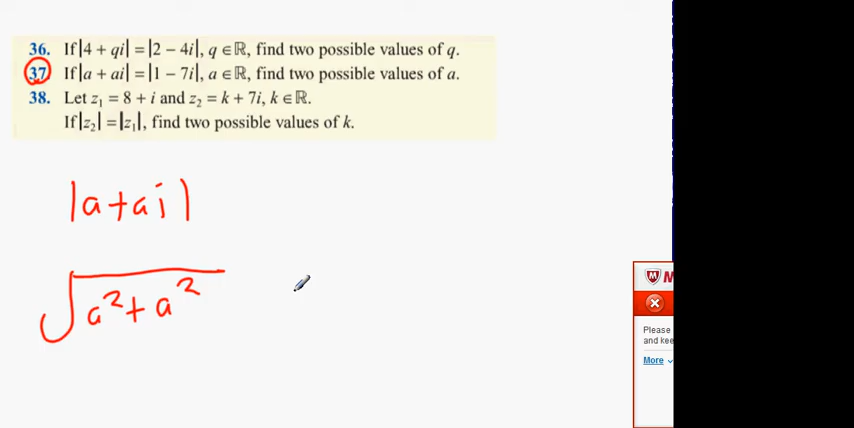 36. If |4 + qi| = |2 − 4i|, q ∈ ℝ, find two possible values of q.
37. If |a + ai| = |1 − 7i|, a ∈ ℝ, find two possible values of a.
38. Let z₁ = 8 + i and z₂ = k + 7i, k ∈ ℝ.
If |z₂| = |z₁|, find two possible values of k.
|a + ai|
√(a² + a²)
M
Please
and kee
More